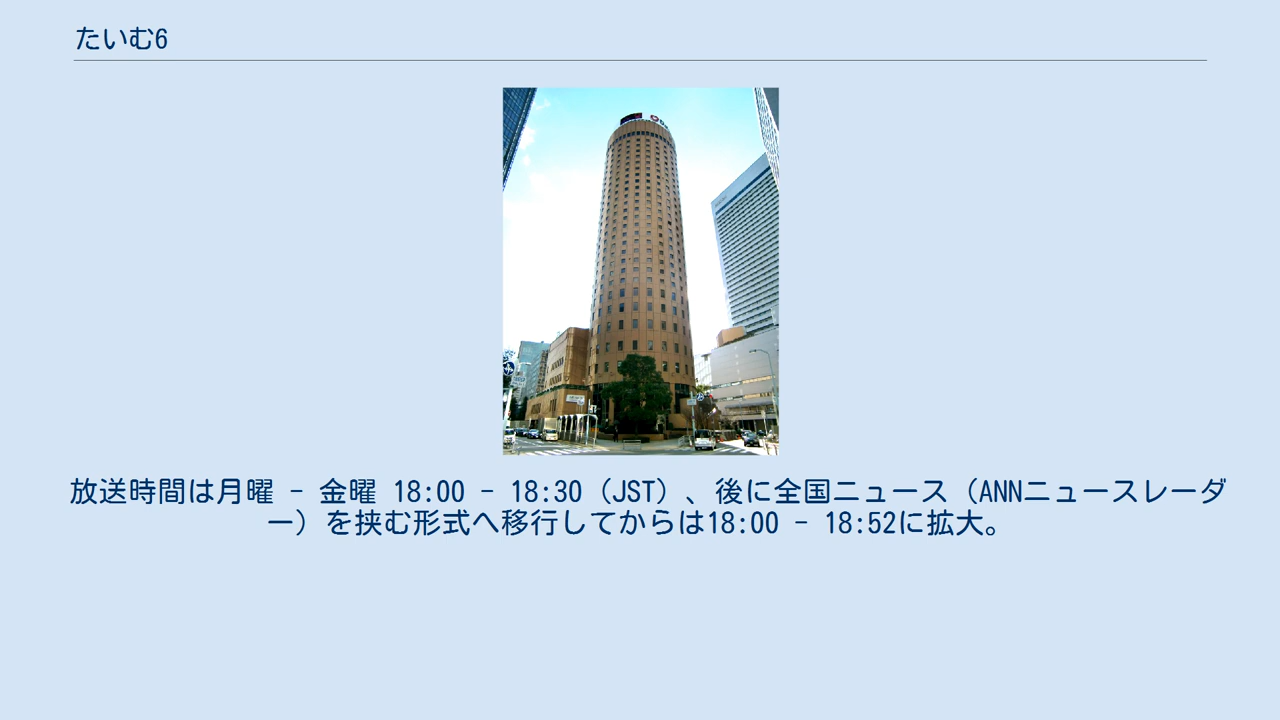 たいむ6
放送時間は月曜 - 金曜 18:00 - 18:30（JST）、後に全国ニュース（ANNニュースレーダ
ー）を挟む形式へ移行してからは18:00 - 18:52に拡大。